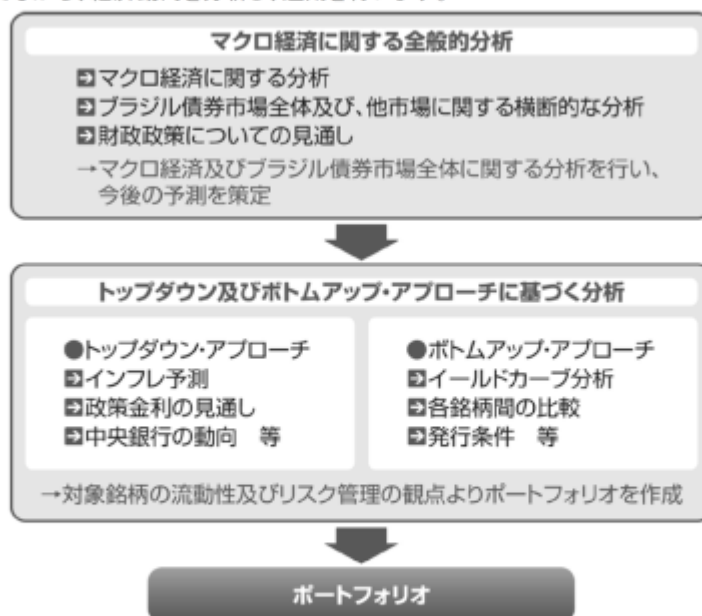 マクロ経済に関する全般的分析
マクロ経済に関する分析
ブラジル債券市場全体及び、他市場に関する横断的な分析
財政政策についての見通し
→マクロ経済及びブラジル債券市場全体に関する分析を行い、
今後の予測を策定
トップダウン及びボトムアップ・アプローチに基づく分析
●トップダウン・アプローチ
インフレ予測
政策金利の見通し
中央銀行の動向 等
●ボトムアップ・アプローチ
イールドカーブ分析
各銘柄間の比較
発行条件 等
→対象銘柄の流動性及びリスク管理の観点よりポートフォリオを作成
ポートフォリオ